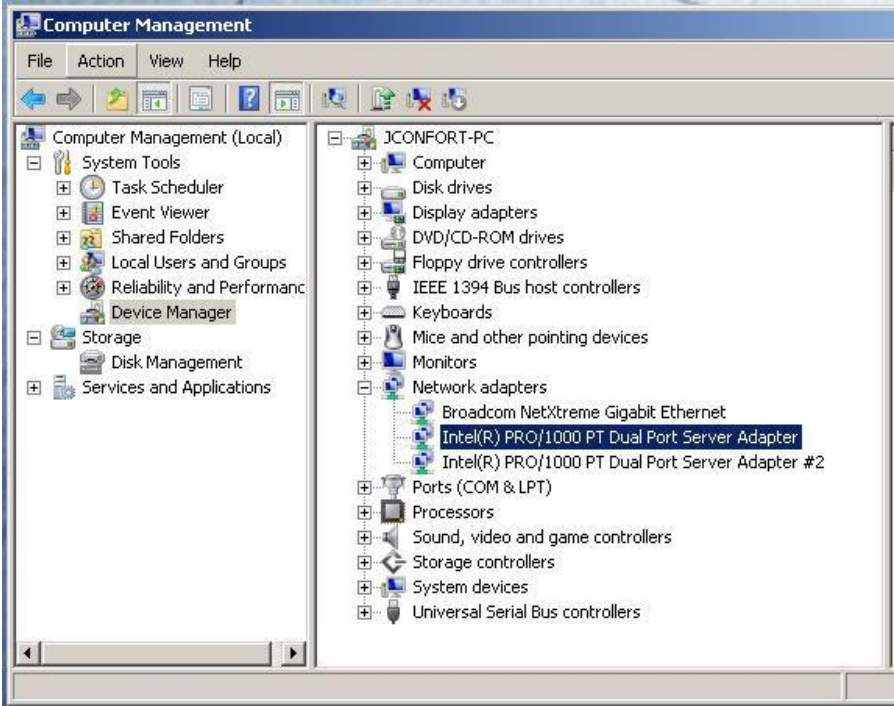 Computer Management
File Action View Help
Computer Management (Local)
System Tools
Task Scheduler
Event Viewer
Shared Folders
Local Users and Groups
Reliability and Performanc
Device Manager
Storage
Disk Management
Services and Applications
JCONFORT-PC
Computer
Disk drives
Display adapters
DVD/CD-ROM drives
Floppy drive controllers
IEEE 1394 Bus host controllers
Keyboards
Mice and other pointing devices
Monitors
Network adapters
Broadcom NetXtreme Gigabit Ethernet
Intel(R) PRO/1000 PT Dual Port Server Adapter
Intel(R) PRO/1000 PT Dual Port Server Adapter #2
Ports (COM & LPT)
Processors
Sound, video and game controllers
Storage controllers
System devices
Universal Serial Bus controllers